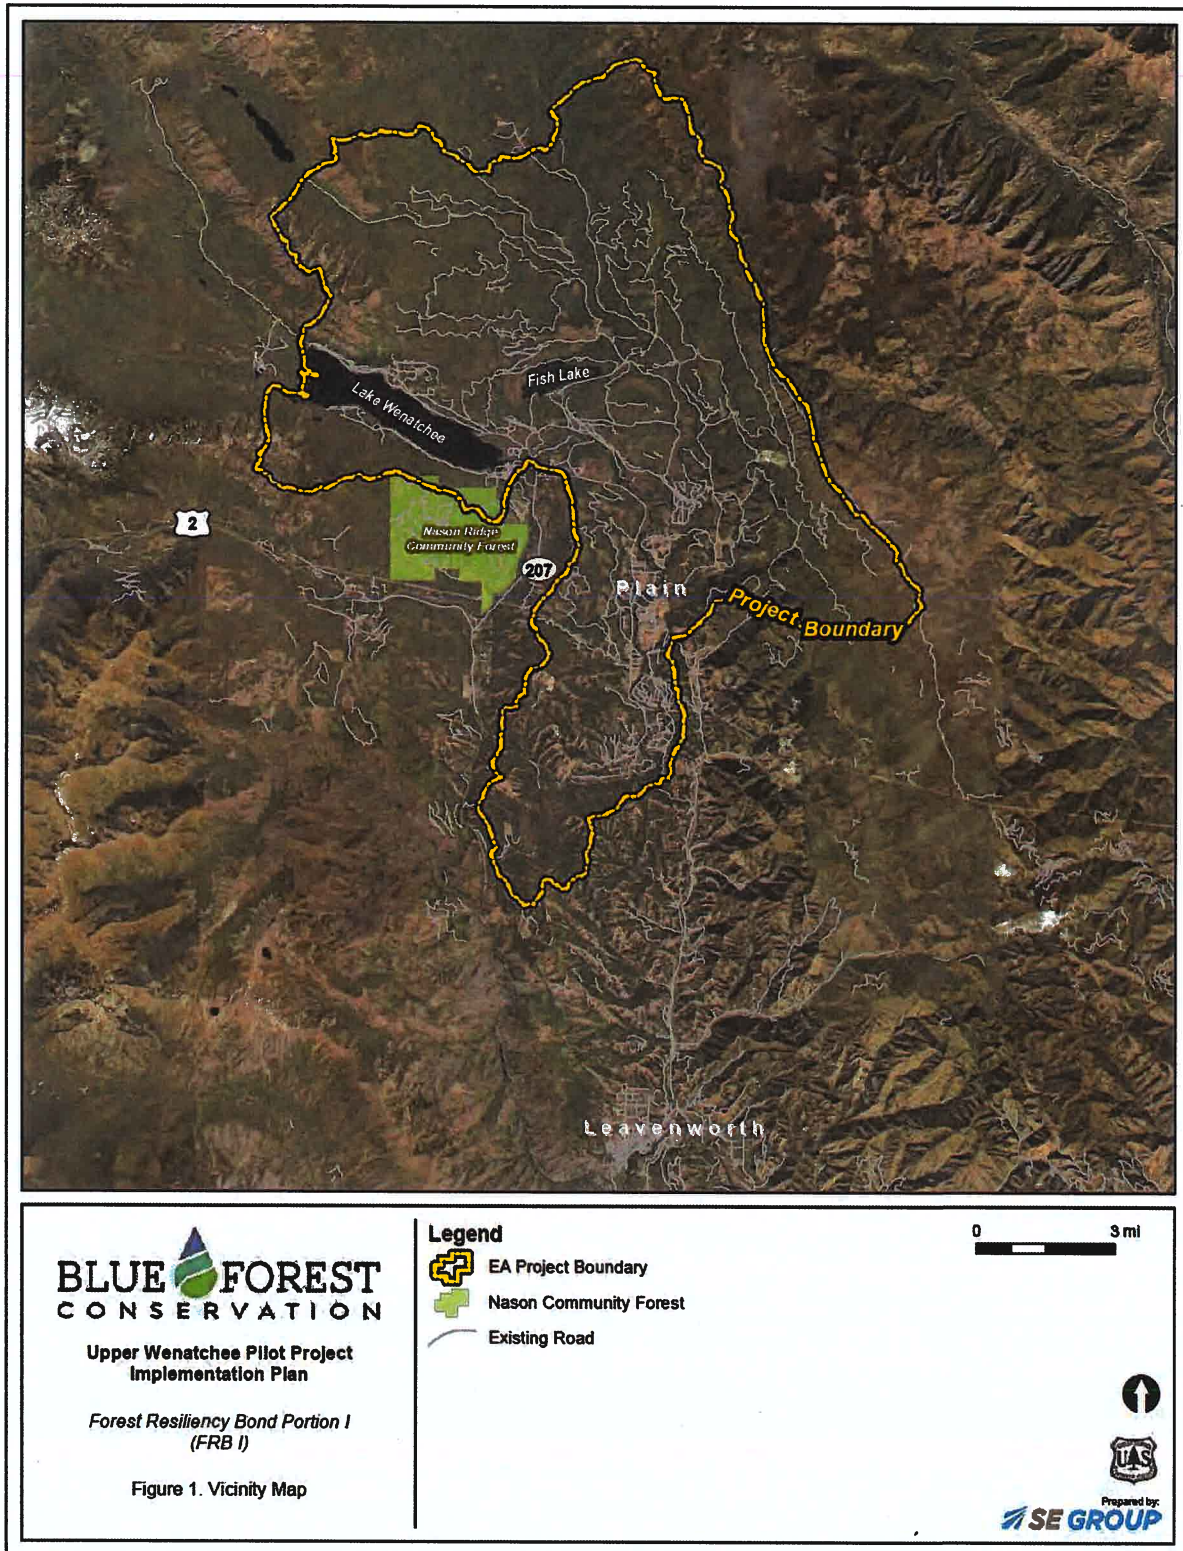 Fish Lake
Lake Wenatchee
2
Nason Ridge
Community Forest
207
Plain
Project
Boundary
Leavenworth
BLUE FOREST
CONSERVATION
Upper Wenatchee Pilot Project
Implementation Plan
Forest Resiliency Bond Portion I
(FRB I)
Figure 1. Vicinity Map
Legend
EA Project Boundary
Nason Community Forest
Existing Road
0 3 mi
UAS
Prepared by:
SE GROUP